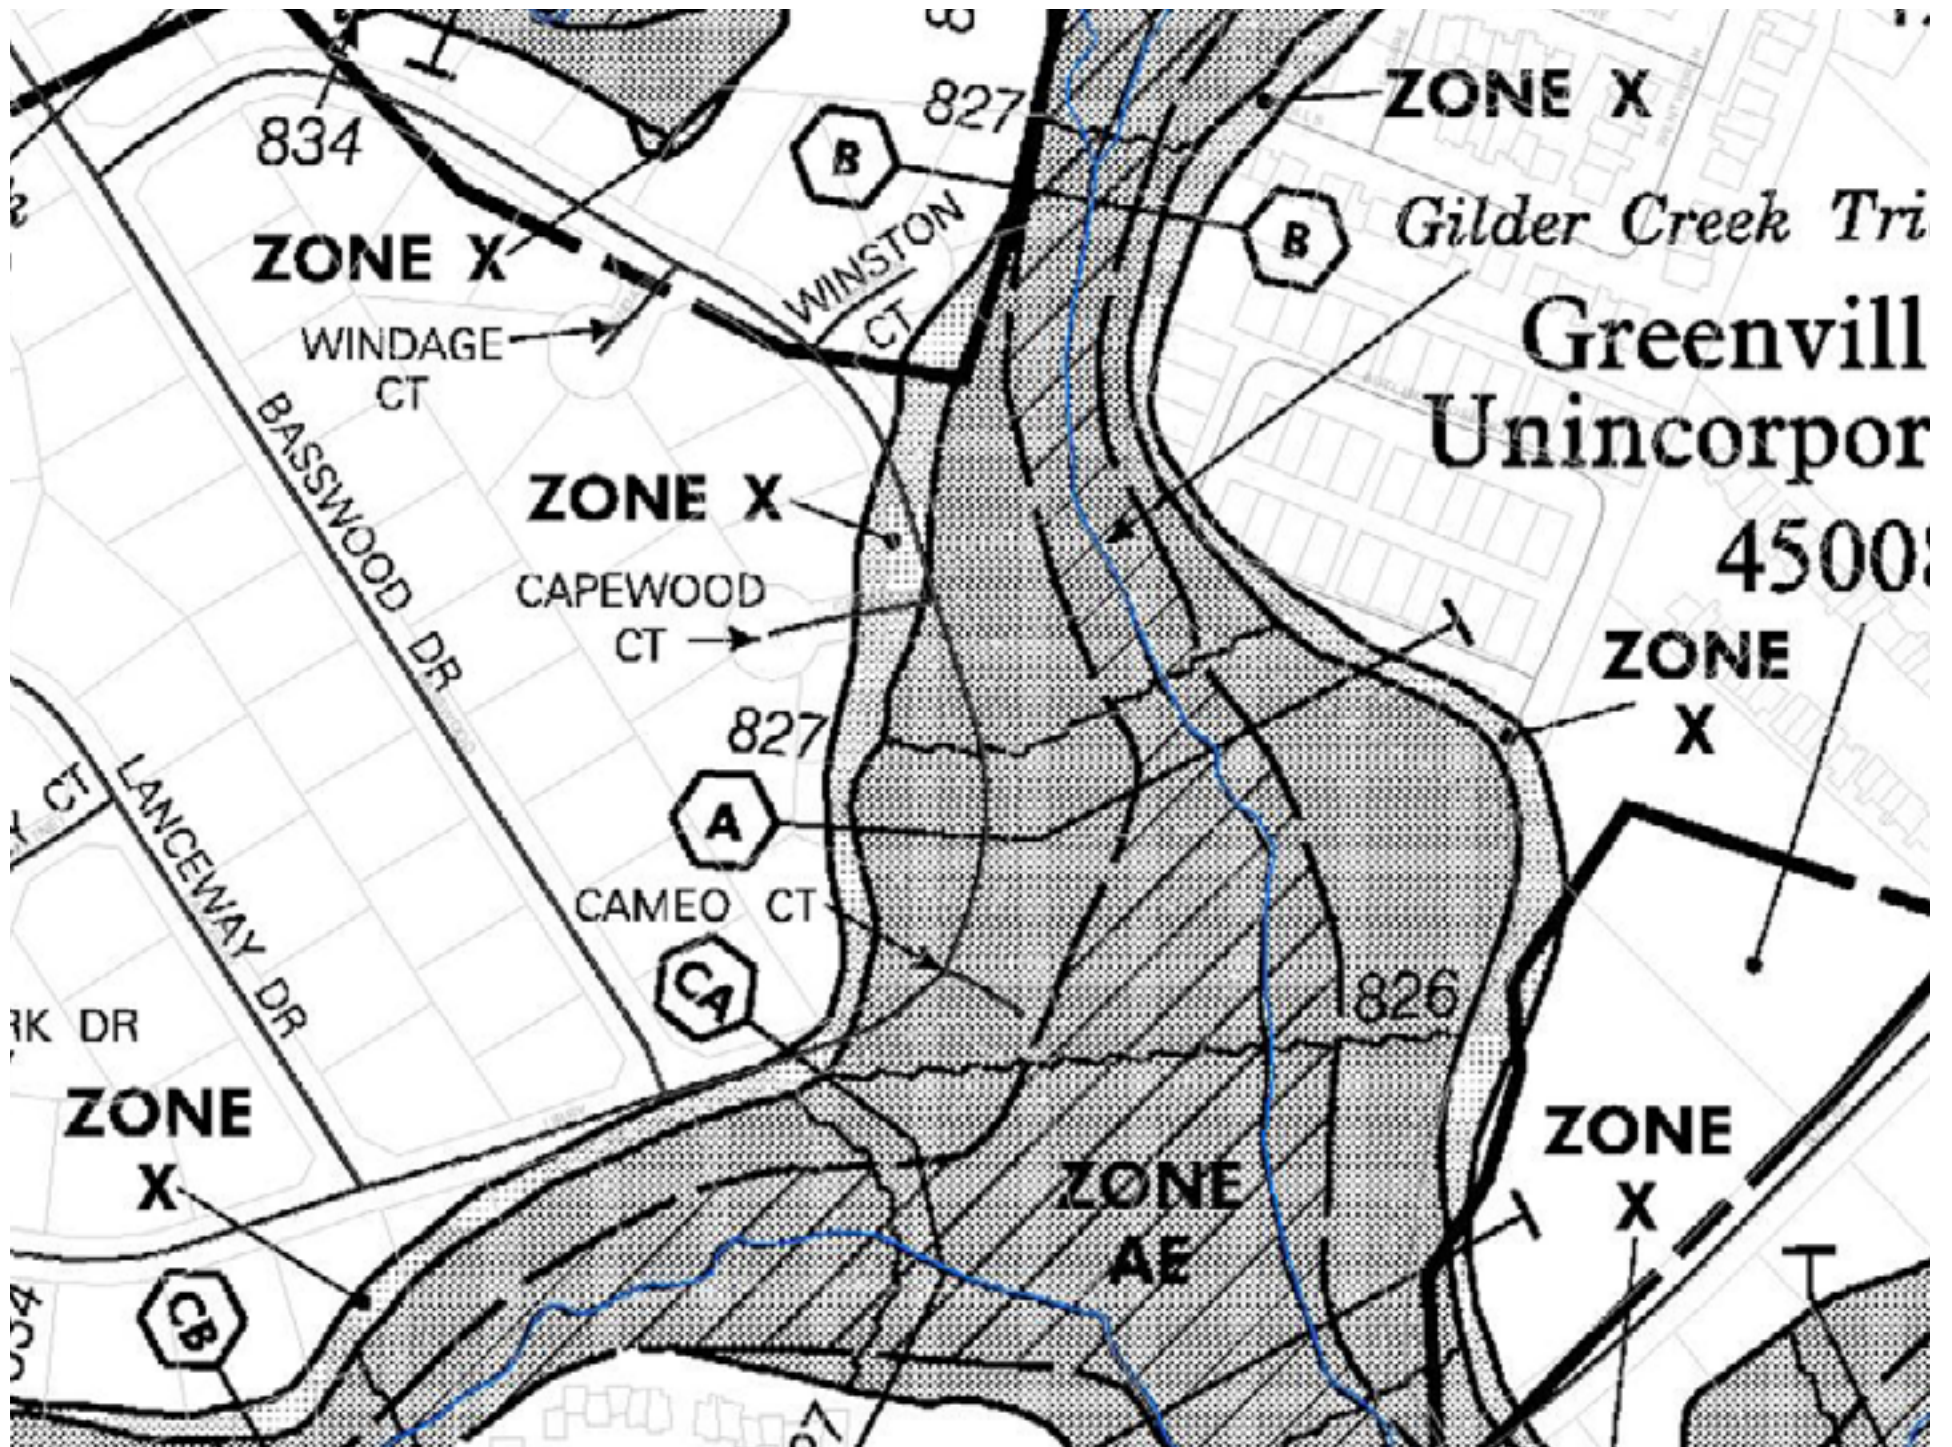 ZONE X
827
834
B
B
Gilder Creek Tri
WINSTON
CT
ZONE X
WINDAGE
CT
Greenvill
Unincorpor
BASSWOOD DR
ZONE X
4500
CAPEWOOD
CT
ZONE
X
827
CT
LANCEWAY DR
A
CAMEO CT
CA
826
RK DR
ZONE
X
ZONE
X
ZONE
AE
CB